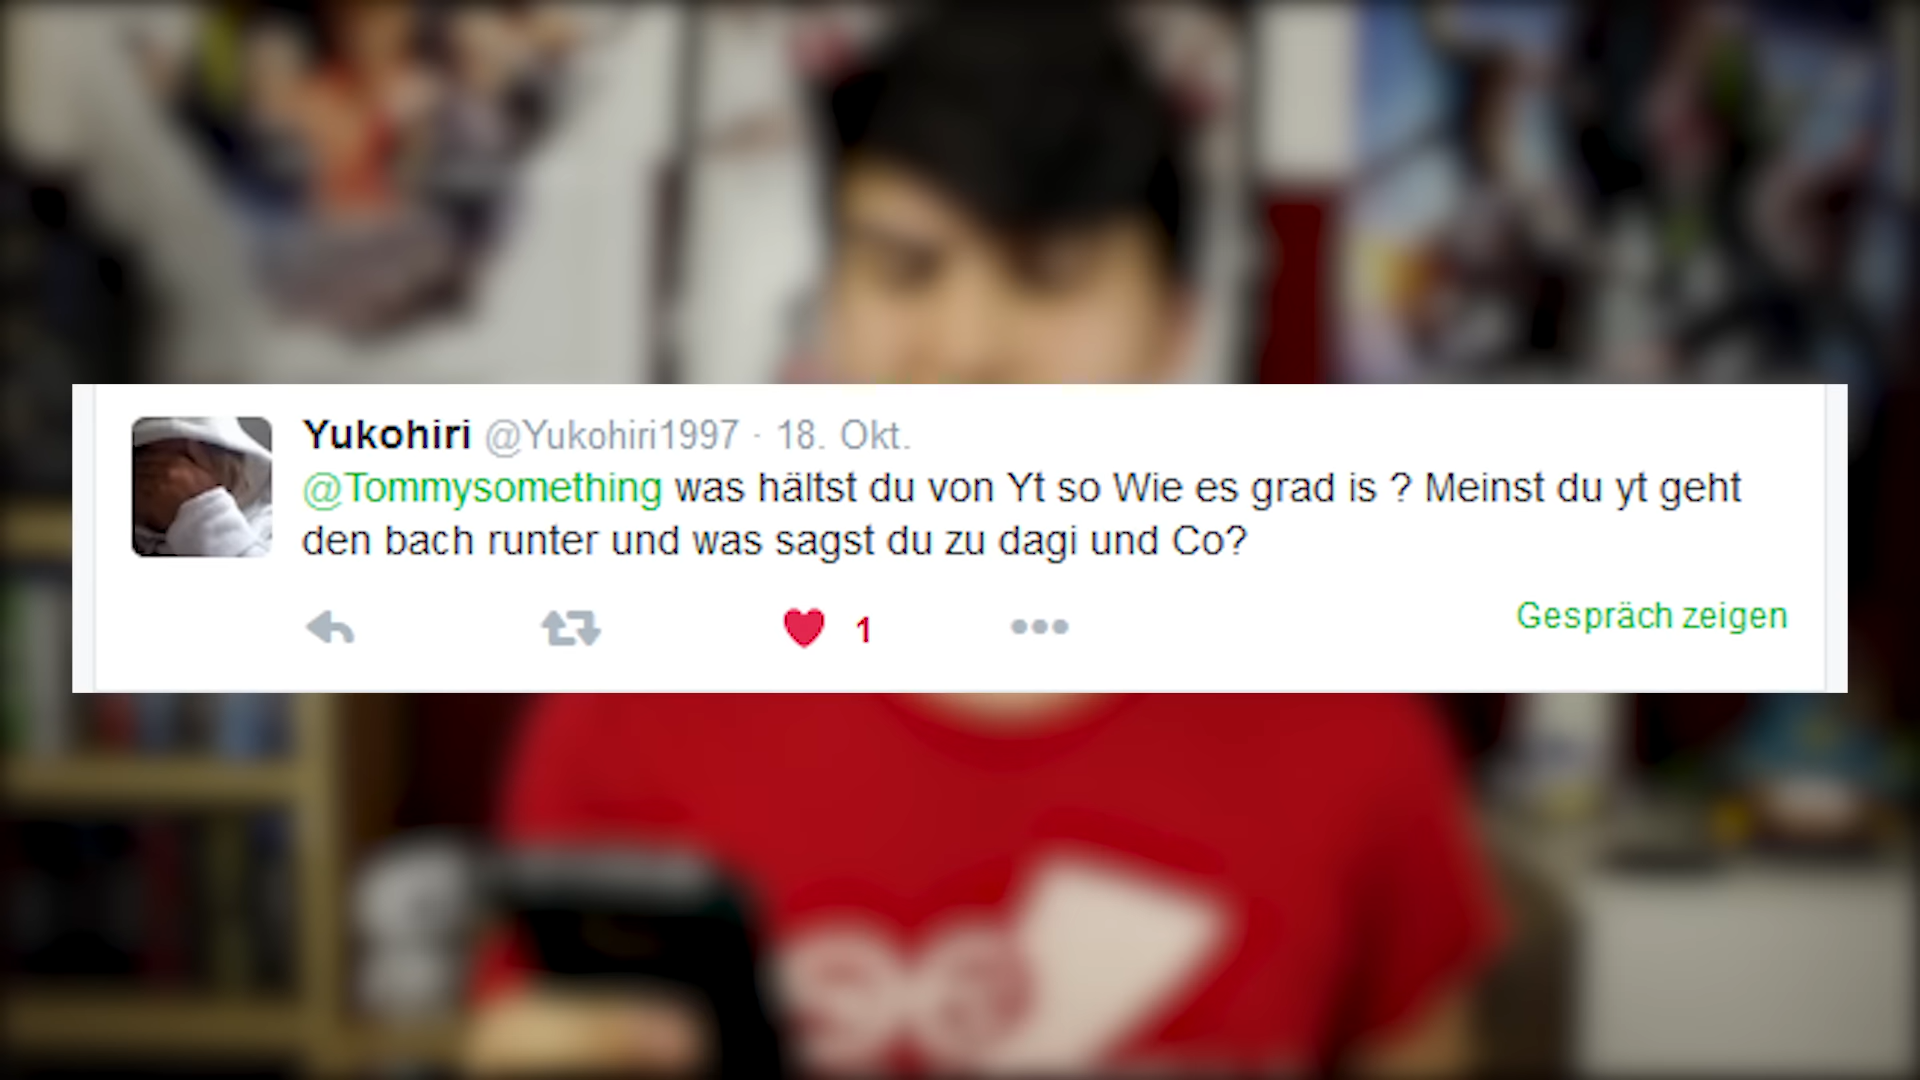 Yukohiri @Yukohiri1997 · 18. Okt.
@Tommysomething was hältst du von Yt so Wie es grad is ? Meinst du yt geht
den bach runter und was sagst du zu dagi und Co?
1
Gespräch zeigen